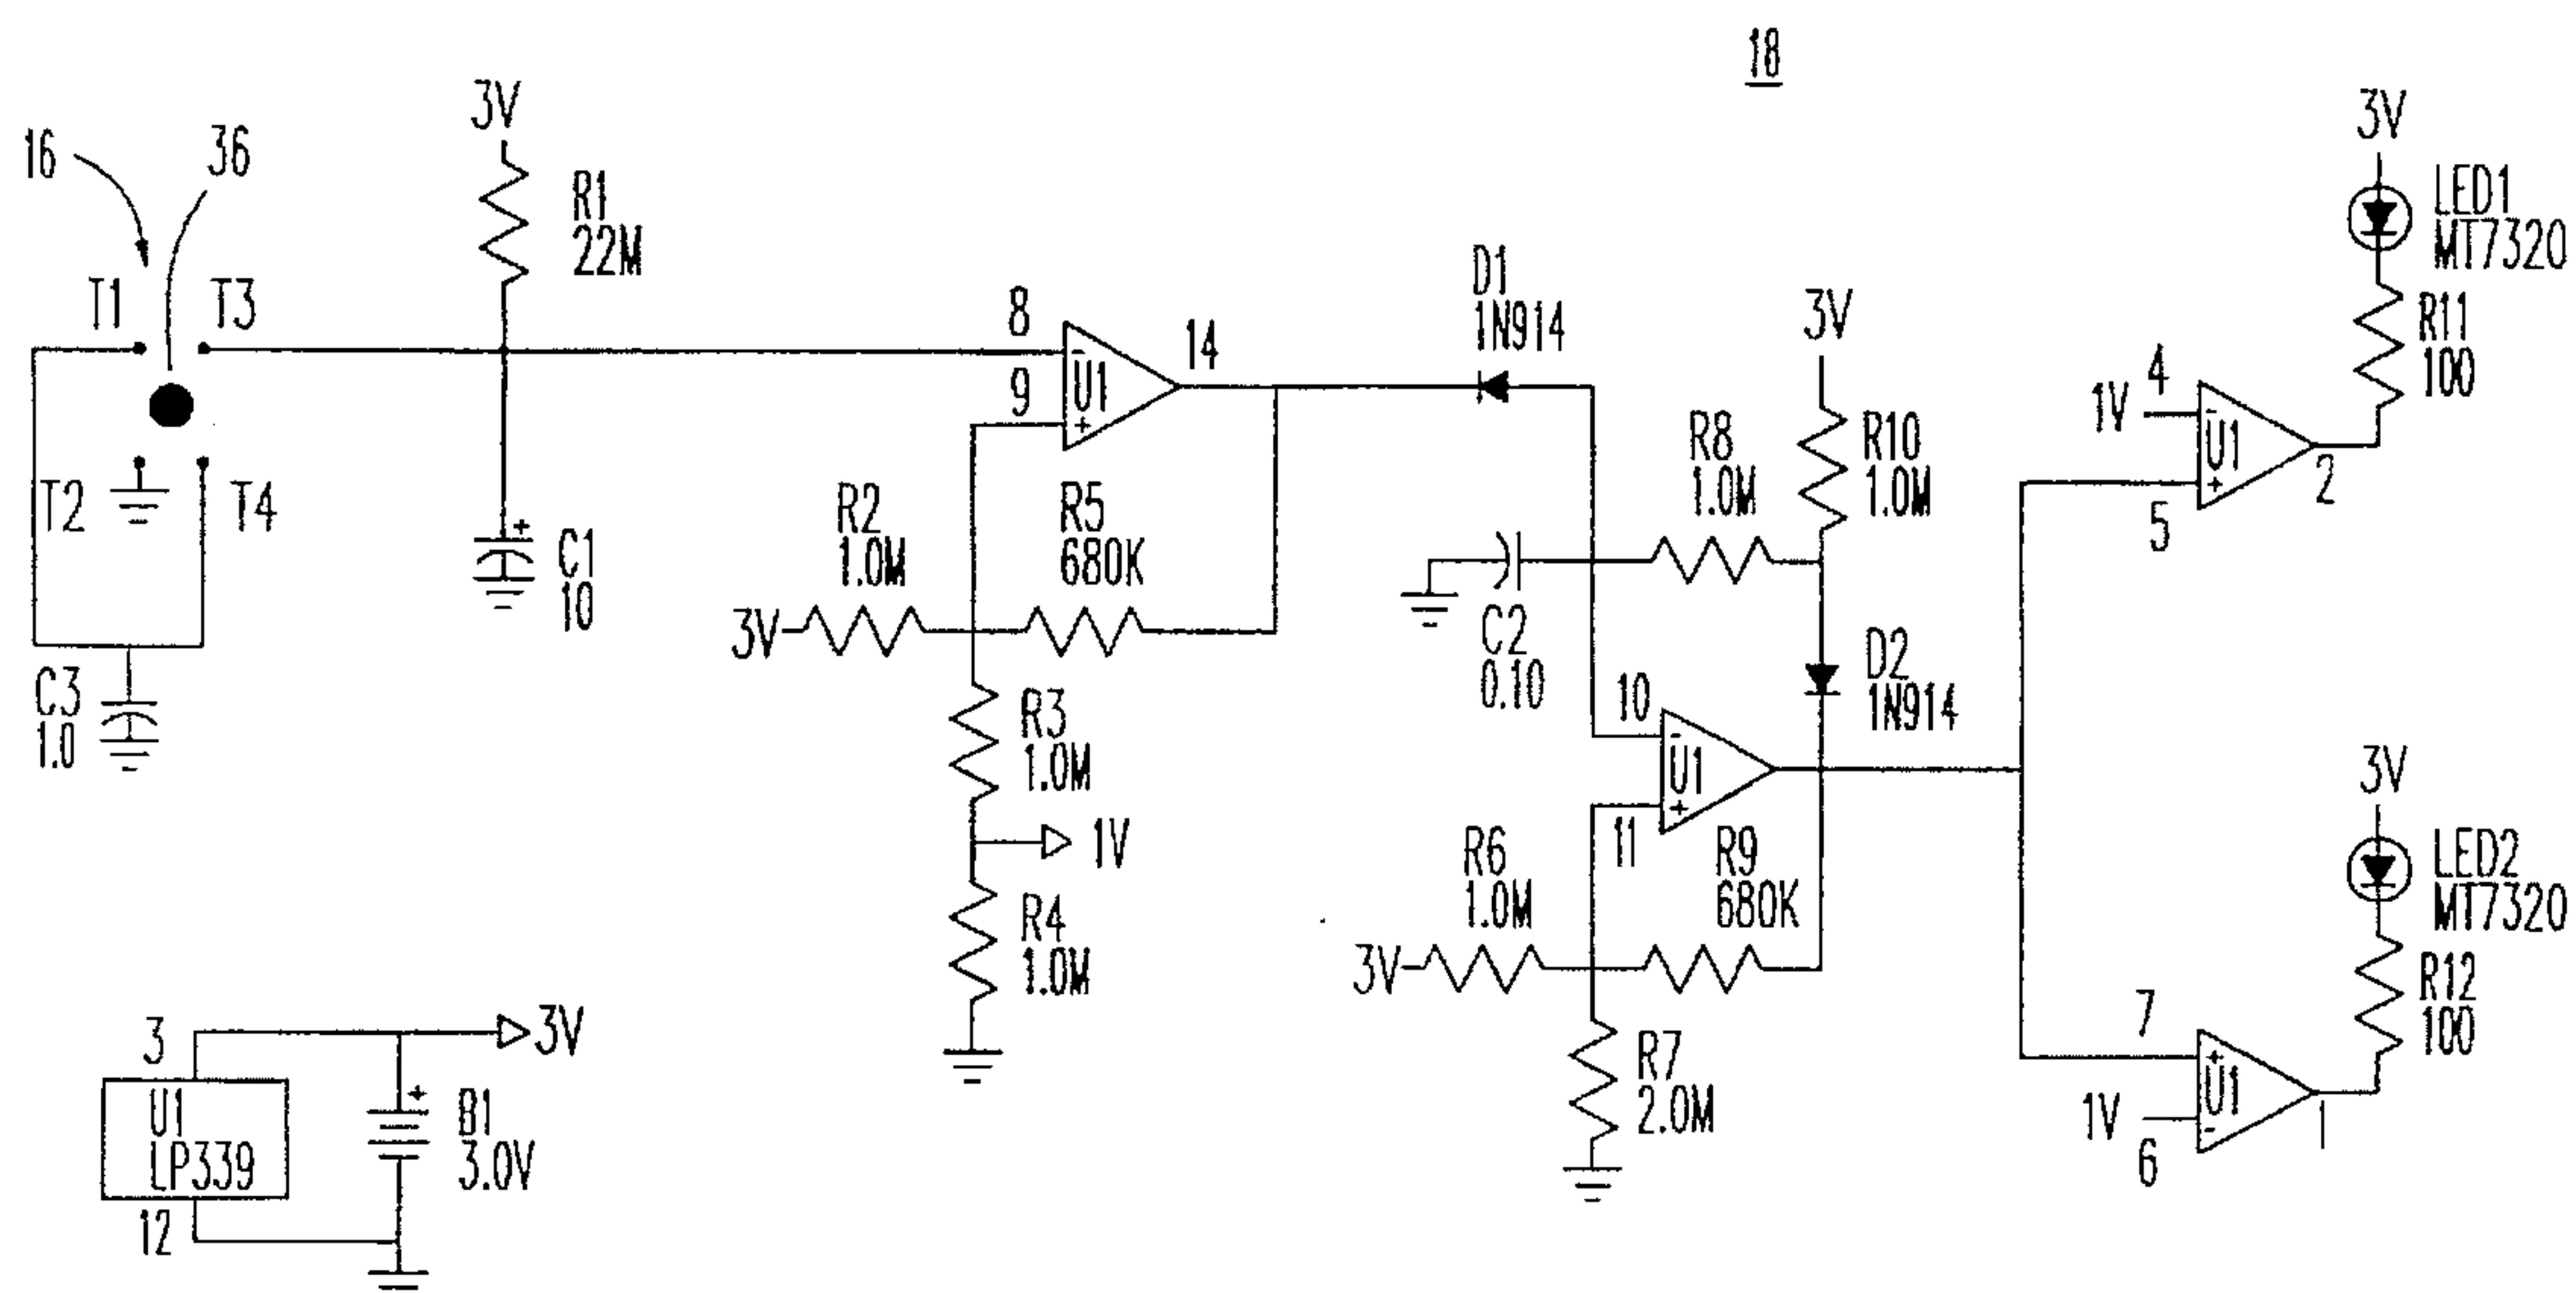 18
16
36
T1
T3
T2
T4
C3
1.0
3V
R1
22M
+
C1
10
8
9
-
U1
+
14
R2
1.0M
R5
680K
3V
R3
1.0M
1V
R4
1.0M
D1
1N914
3V
R8
1.0M
R10
1.0M
C2
0.10
D2
1N914
10
11
-
U1
+
R6
1.0M
R9
680K
3V
R7
2.0M
3V
LED1
MT7320
R11
100
1V
4
-
U1
+
5
2
3V
LED2
MT7320
R12
100
7
+
U1
-
1V
6
1
3
U1
LP339
12
+
B1
3.0V
3V